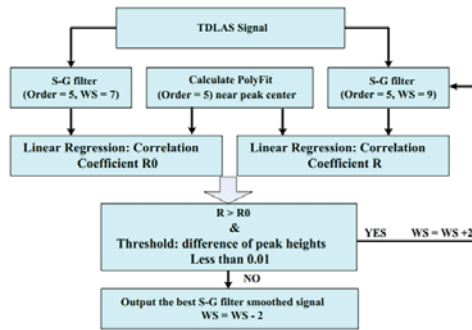 TDLAS Signal
S-G filter
(Order = 5, WS = 7)
Calculate PolyFit
(Order = 5) near peak center
S-G filter
(Order = 5, WS = 9)
Linear Regression: Correlation
Coefficient R0
Linear Regression: Correlation
Coefficient R
R > R0
&
Threshold: difference of peak heights
Less than 0.01
YES WS = WS +2
NO
Output the best S-G filter smoothed signal
WS = WS - 2